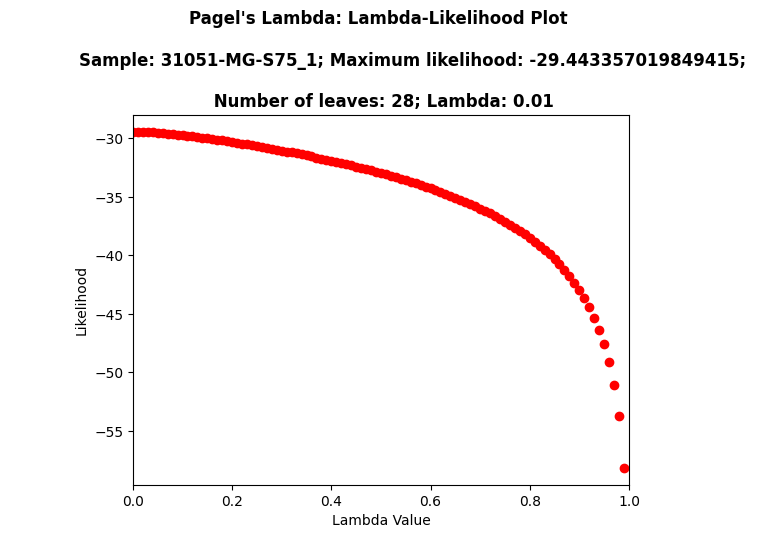 Pagel's Lambda: Lambda-Likelihood Plot
Sample: 31051-MG-S75_1; Maximum likelihood: -29.443357019849415;
Number of leaves: 28; Lambda: 0.01
−30
−35
−40
−45
−50
−55
Likelihood
0.0 0.2 0.4 0.6 0.8 1.0
Lambda Value